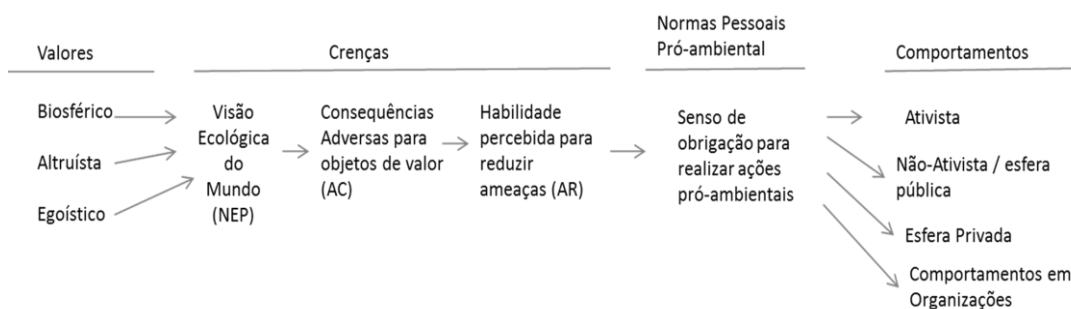 Valores
Crenças
Normas Pessoais
Pró-ambiental
Comportamentos
Biosférico
Altruísta
Egoístico
Visão
Ecológica
do
Mundo
(NEP)
Consequências
Adversas para
objetos de valor
(AC)
Habilidade
percebida para
reduzir
ameaças (AR)
Senso de
obrigação para
realizar ações
pró-ambientais
Ativista
Não-Ativista / esfera
pública
Esfera Privada
Comportamentos em
Organizações